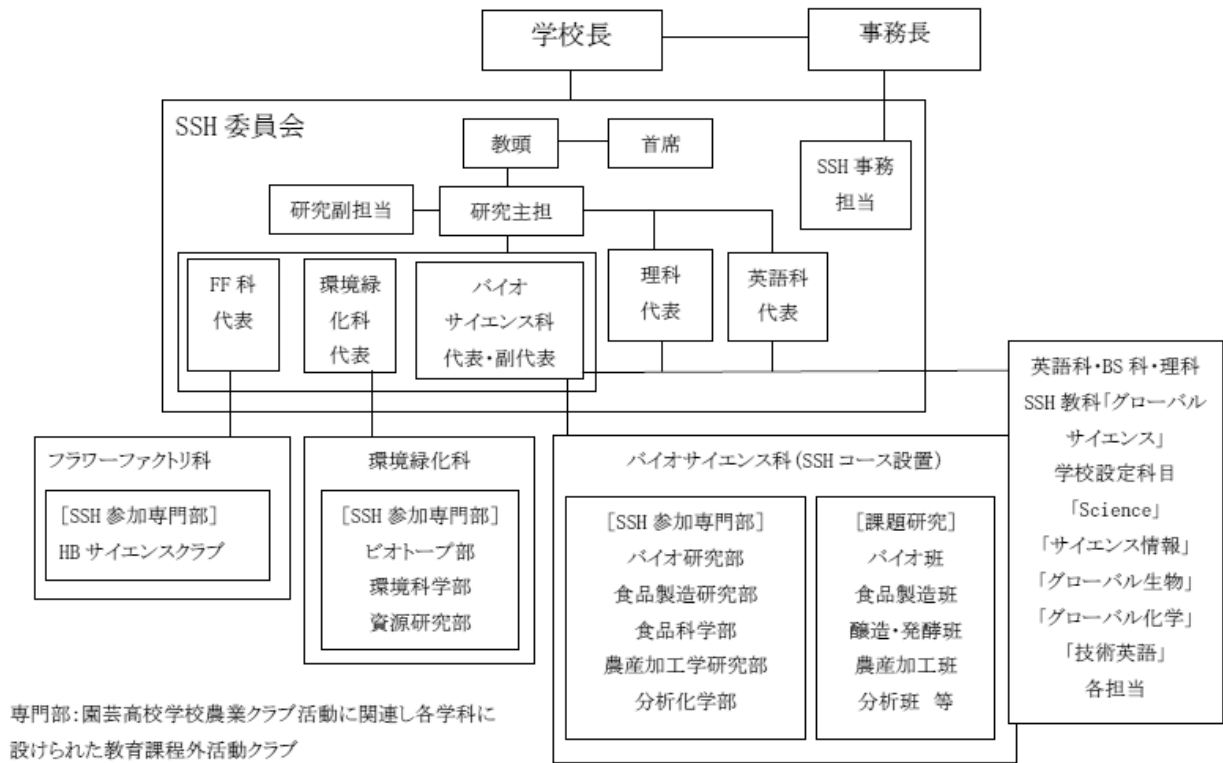 学校長
事務長
SSH 委員会
教頭
首席
SSH 事務
担当
研究副担当
研究主担
FF 科
代表
環境緑
化科
代表
バイオ
サイエンス科
代表・副代表
理科
代表
英語科
代表
フラワーファクトリ科
[SSH 参加専門部]
HB サイエンスクラブ
環境緑化科
[SSH 参加専門部]
ビオトープ部
環境科学部
資源研究部
バイオサイエンス科(SSH コース設置)
[SSH 参加専門部]
バイオ研究部
食品製造研究部
食品科学部
農産加工学研究部
分析化学部
[課題研究]
バイオ班
食品製造班
醸造・発酵班
農産加工班
分析班 等
英語科・BS 科・理科
SSH 教科「グローバル
サイエンス」
学校設定科目
「Science」
「サイエンス情報」
「グローバル生物」
「グローバル化学」
「技術英語」
各担当
専門部:園芸高校学校農業クラブ活動に関連し各学科に
設けられた教育課程外活動クラブ